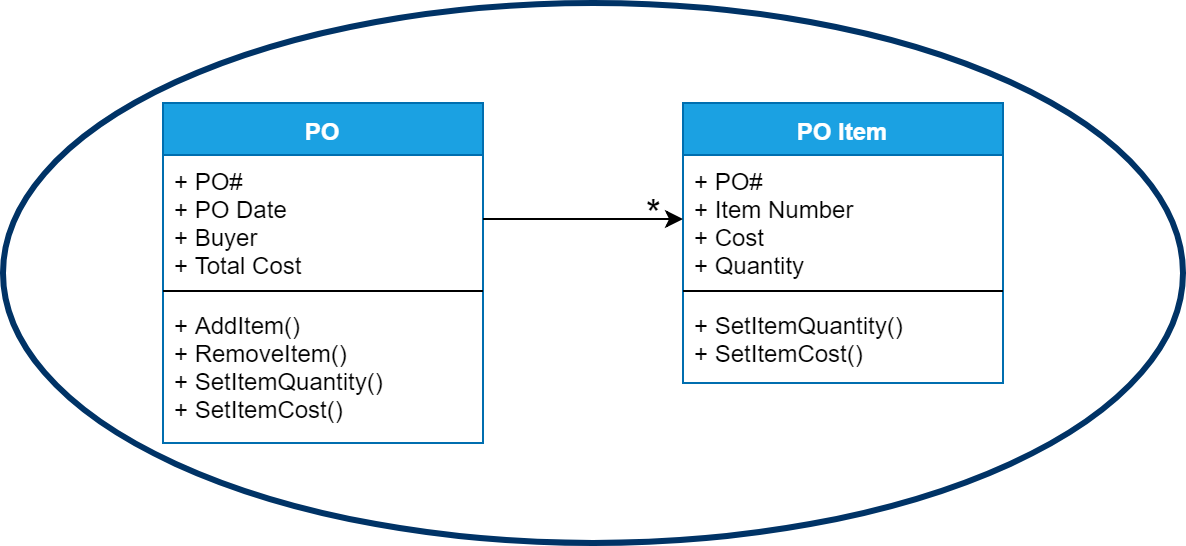 PO
+ PO#
+ PO Date
+ Buyer
+ Total Cost
+ AddItem()
+ RemoveItem()
+ SetItemQuantity()
+ SetItemCost()
*
PO Item
+ PO#
+ Item Number
+ Cost
+ Quantity
+ SetItemQuantity()
+ SetItemCost()